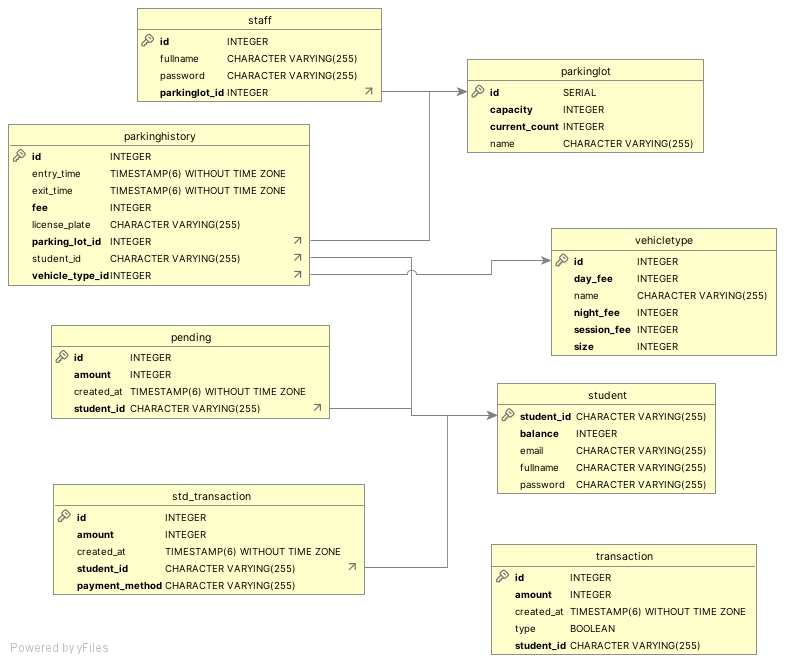 staff
id INTEGER
fullname CHARACTER VARYING(255)
password CHARACTER VARYING(255)
parkinglot_id INTEGER
parkinglot
id SERIAL
capacity INTEGER
current_count INTEGER
name CHARACTER VARYING(255)
parkinghistory
id INTEGER
entry_time TIMESTAMP(6) WITHOUT TIME ZONE
exit_time TIMESTAMP(6) WITHOUT TIME ZONE
fee INTEGER
license_plate CHARACTER VARYING(255)
parking_lot_id INTEGER
student_id CHARACTER VARYING(255)
vehicle_type_id INTEGER
vehicletype
id INTEGER
day_fee INTEGER
name CHARACTER VARYING(255)
night_fee INTEGER
session_fee INTEGER
size INTEGER
pending
id INTEGER
amount INTEGER
created_at TIMESTAMP(6) WITHOUT TIME ZONE
student_id CHARACTER VARYING(255)
student
student_id CHARACTER VARYING(255)
balance INTEGER
email CHARACTER VARYING(255)
fullname CHARACTER VARYING(255)
password CHARACTER VARYING(255)
std_transaction
id INTEGER
amount INTEGER
created_at TIMESTAMP(6) WITHOUT TIME ZONE
student_id CHARACTER VARYING(255)
payment_method CHARACTER VARYING(255)
transaction
id INTEGER
amount INTEGER
created_at TIMESTAMP(6) WITHOUT TIME ZONE
type BOOLEAN
student_id CHARACTER VARYING(255)
Powered by yFiles